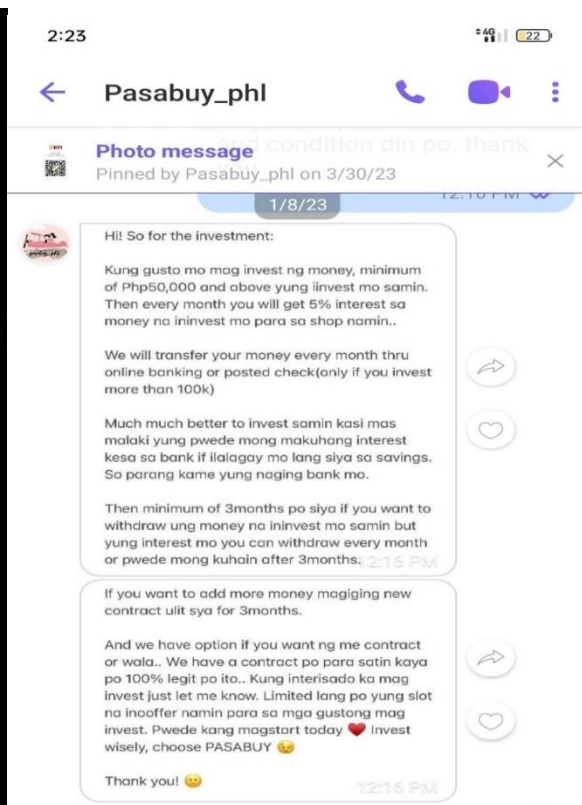 2:23
4G
22
Pasabuy_phl
and condition din po. thank
Photo message
Pinned by Pasabuy_phl on 3/30/23
12:16 PM
1/8/23
Hi! So for the investment:
Kung gusto mo mag invest ng money, minimum
of Php50,000 and above yung iinvest mo samin.
Then every month you will get 5% interest sa
money na ininvest mo para sa shop namin..
We will transfer your money every month thru
online banking or posted check(only if you invest
more than 100k)
Much much better to invest samin kasi mas
malaki yung pwede mong makuhang interest
kesa sa bank if ilalagay mo lang siya sa savings.
So parang kame yung naging bank mo.
Then minimum of 3months po siya if you want to
withdraw ung money na ininvest mo samin but
yung interest mo you can withdraw every month
or pwede mong kuhain after 3months.
12:16 PM
If you want to add more money magiging new
contract ulit sya for 3months.
And we have option if you want ng me contract
or wala.. We have a contract po para satin kaya
po 100% legit po ito.. Kung interisado ka mag
invest just let me know. Limited lang po yung slot
na inooffer namin para sa mga gustong mag
invest. Pwede kang magstart today ❤️ Invest
wisely, choose PASABUY 😉
Thank you! 😊
12:16 PM